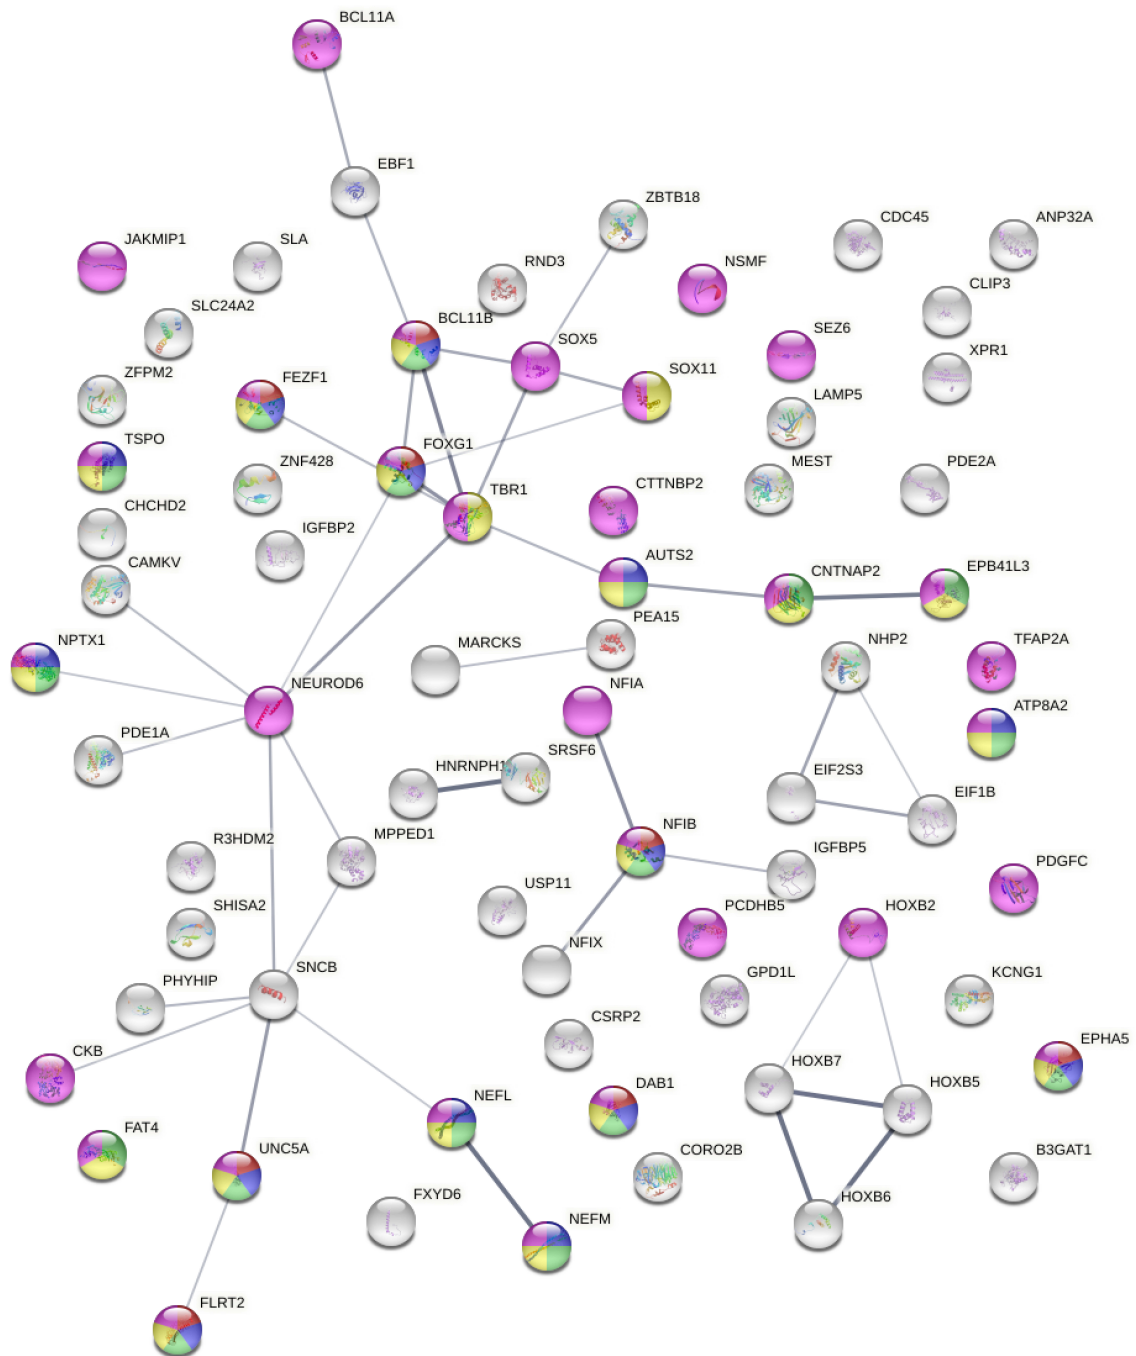 BCL11A
EBF1
ZBTB18
CDC45
ANP32A
JAKMIP1
SLA
RND3
NSMF
CLIP3
SLC24A2
BCL11B
SOX5
SEZ6
XPR1
ZFPM2
FEZF1
SOX11
LAMP5
TSPO
FOXG1
ZNF428
TBR1
CTTNBP2
MEST
PDE2A
CHCHD2
IGFBP2
CAMKV
AUTS2
CNTNAP2
EPB41L3
NPTX1
MARCKS
PEA15
NHP2
TFAP2A
NEUROD6
NFIA
ATP8A2
PDE1A
HNRNPH1
SRSF6
EIF2S3
EIF1B
R3HDM2
MPPED1
NFIB
IGFBP5
PDGFC
SHISA2
USP11
PCDHB5
HOXB2
PHYHIP
SNCB
NFIX
GPD1L
KCNG1
CKB
CSRP2
HOXB7
HOXB5
EPHA5
FAT4
UNC5A
NEFL
DAB1
CORO2B
HOXB6
B3GAT1
FXYD6
NEFM
FLRT2